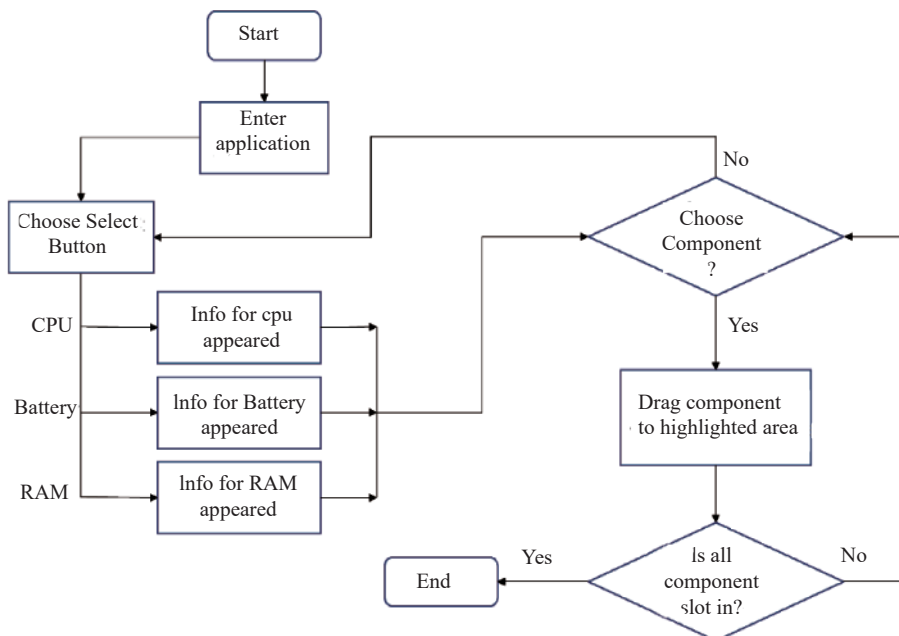 Start
Enter
application
No
Choose Select
Button
Choose
Component
?
CPU
Info for cpu
appeared
Yes
Battery
Info for Battery
appeared
Drag component
to highlighted area
RAM
Info for RAM
appeared
End
Yes
Is all
component
slot in?
No